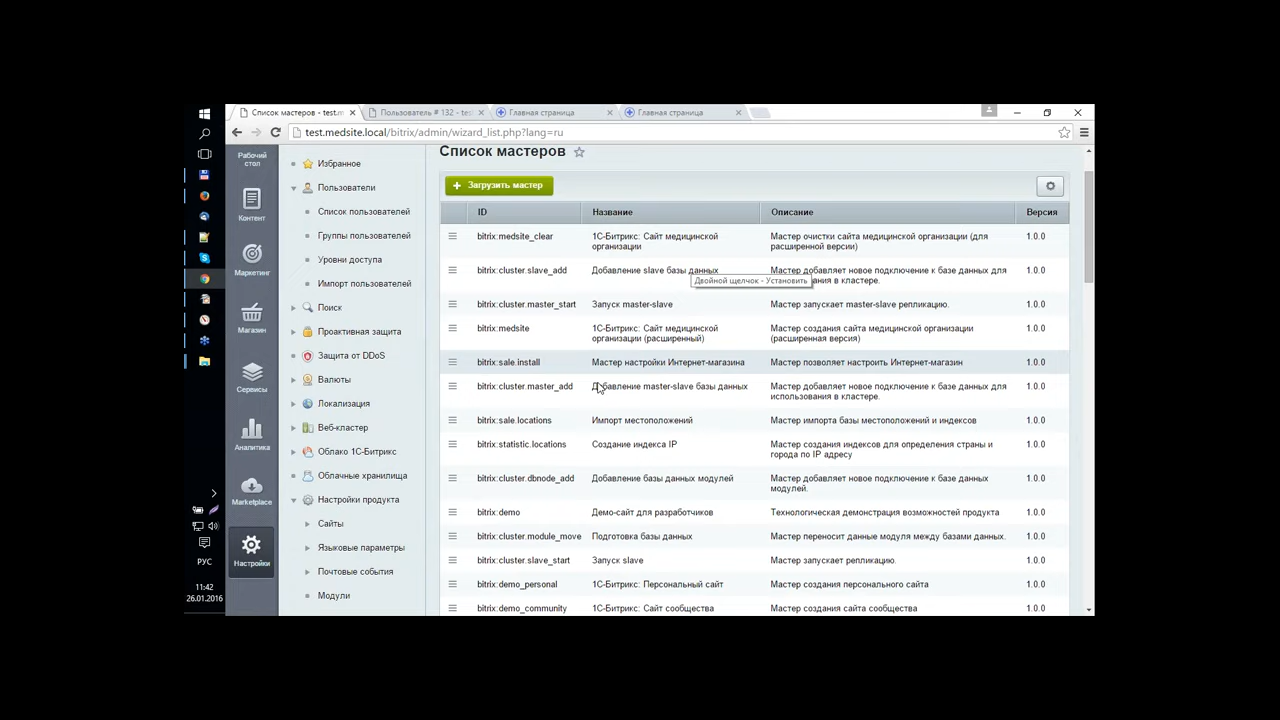 Список мастеров - test.m
Пользователь # 132 - tes
Главная страница
Главная страница
test.medsite.local/bitrix/admin/wizard_list.php?lang=ru
Рабочий
стол
Контент
Маркетинг
Магазин
Сервисы
Аналитика
Marketplace
Настройки
РУС
11:42
26.01.2016
Избранное
Пользователи
Список пользователей
Группы пользователей
Уровни доступа
Импорт пользователей
Поиск
Проактивная защита
Защита от DDoS
Валюты
Локализация
Веб-кластер
Облако 1С-Битрикс
Облачные хранилища
Настройки продукта
Сайты
Языковые параметры
Почтовые события
Модули
Список мастеров
Загрузить мастер
ID Название Описание Версия
bitrix:medsite_clear 1С-Битрикс: Сайт медицинской Мастер очистки сайта медицинской организации (для 1.0.0
организации расширенной версии)
bitrix:cluster.slave_add Добавление slave базы данных Мастер добавляет новое подключение к базе данных для 1.0.0
Двойной щелчок - Установить ания в кластере.
bitrix:cluster.master_start Запуск master-slave Мастер запускает master-slave репликацию. 1.0.0
bitrix:medsite 1С-Битрикс: Сайт медицинской Мастер создания сайта медицинской организации 1.0.0
организации (расширенный) (расширенная версия)
bitrix:sale.install Мастер настройки Интернет-магазина Мастер позволяет настроить Интернет-магазин 1.0.0
bitrix:cluster.master_add Добавление master-slave базы данных Мастер добавляет новое подключение к базе данных для 1.0.0
использования в кластере.
bitrix:sale.locations Импорт местоположений Мастер импорта базы местоположений и индексов 1.0.0
bitrix:statistic.locations Создание индекса IP Мастер создания индексов для определения страны и 1.0.0
города по IP адресу
bitrix:cluster.dbnode_add Добавление базы данных модулей Мастер добавляет новое подключение к базе данных для 1.0.0
модулей.
bitrix:demo Демо-сайт для разработчиков Технологическая демонстрация возможностей продукта 1.0.0
bitrix:cluster.module_move Подготовка базы данных Мастер переносит данные модуля между базами данных. 1.0.0
bitrix:cluster.slave_start Запуск slave Мастер запускает репликацию. 1.0.0
bitrix:demo_personal 1С-Битрикс: Персональный сайт Мастер создания персонального сайта 1.0.0
bitrix:demo_community 1С-Битрикс: Сайт сообщества Мастер создания сайта сообщества 1.0.0